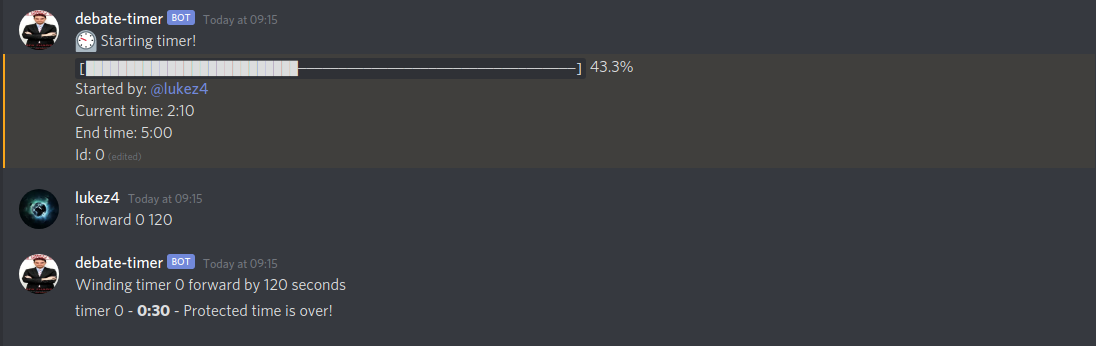 debate-timer BOT Today at 09:15
Starting timer!
[█████████████████████████——————————————————————————————] 43.3%
Started by: @lukez4
Current time: 2:10
End time: 5:00
Id: 0 (edited)
lukez4 Today at 09:15
!forward 0 120
debate-timer BOT Today at 09:15
Winding timer 0 forward by 120 seconds
timer 0 - 0:30 - Protected time is over!